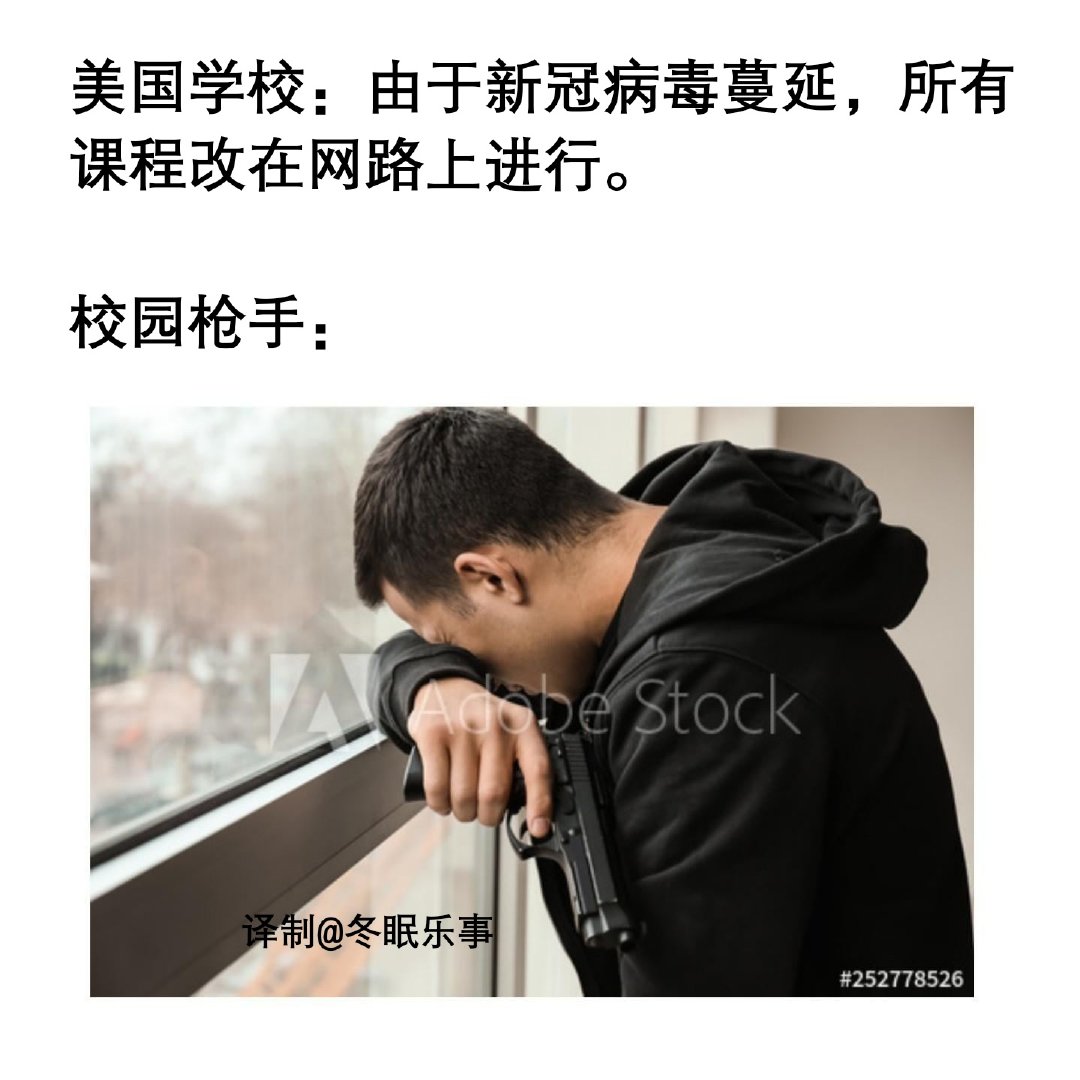 美国学校：由于新冠病毒蔓延，所有
课程改在网路上进行。
校园枪手：
Adobe Stock
译制@冬眠乐事
#252778526